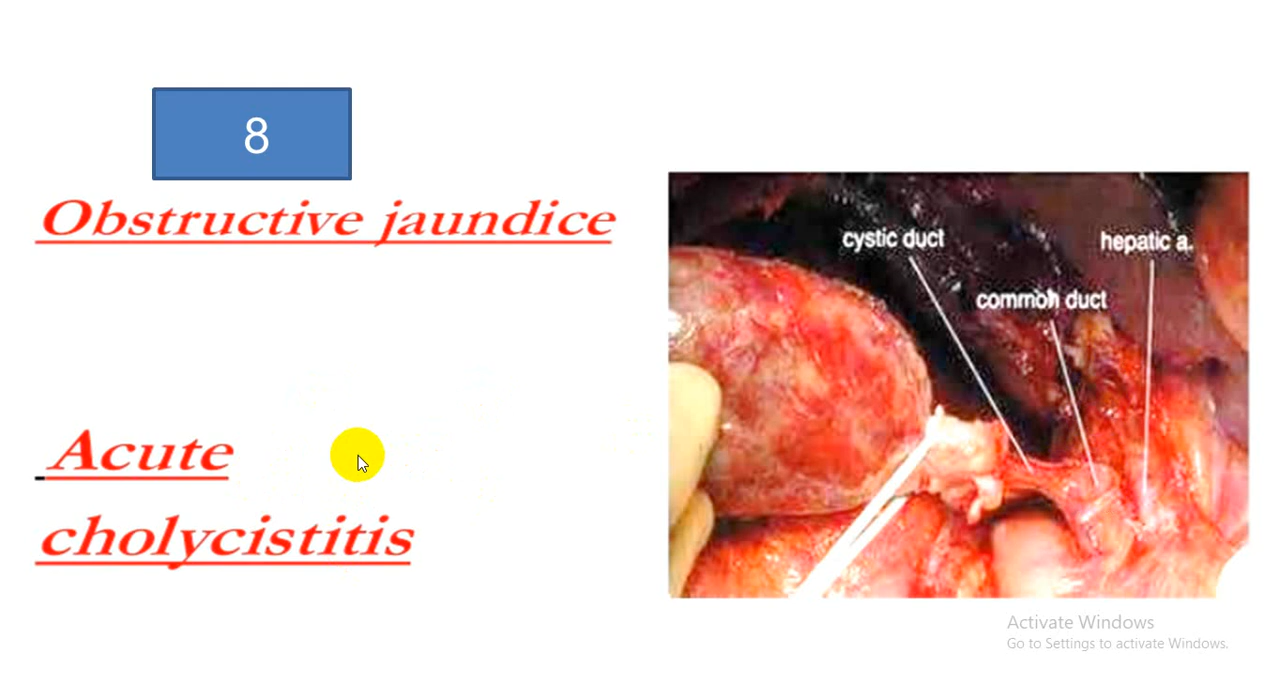 8
Obstructive jaundice
Acute
cholycistitis
cystic duct
hepatic a.
common duct
Activate Windows
Go to Settings to activate Windows.